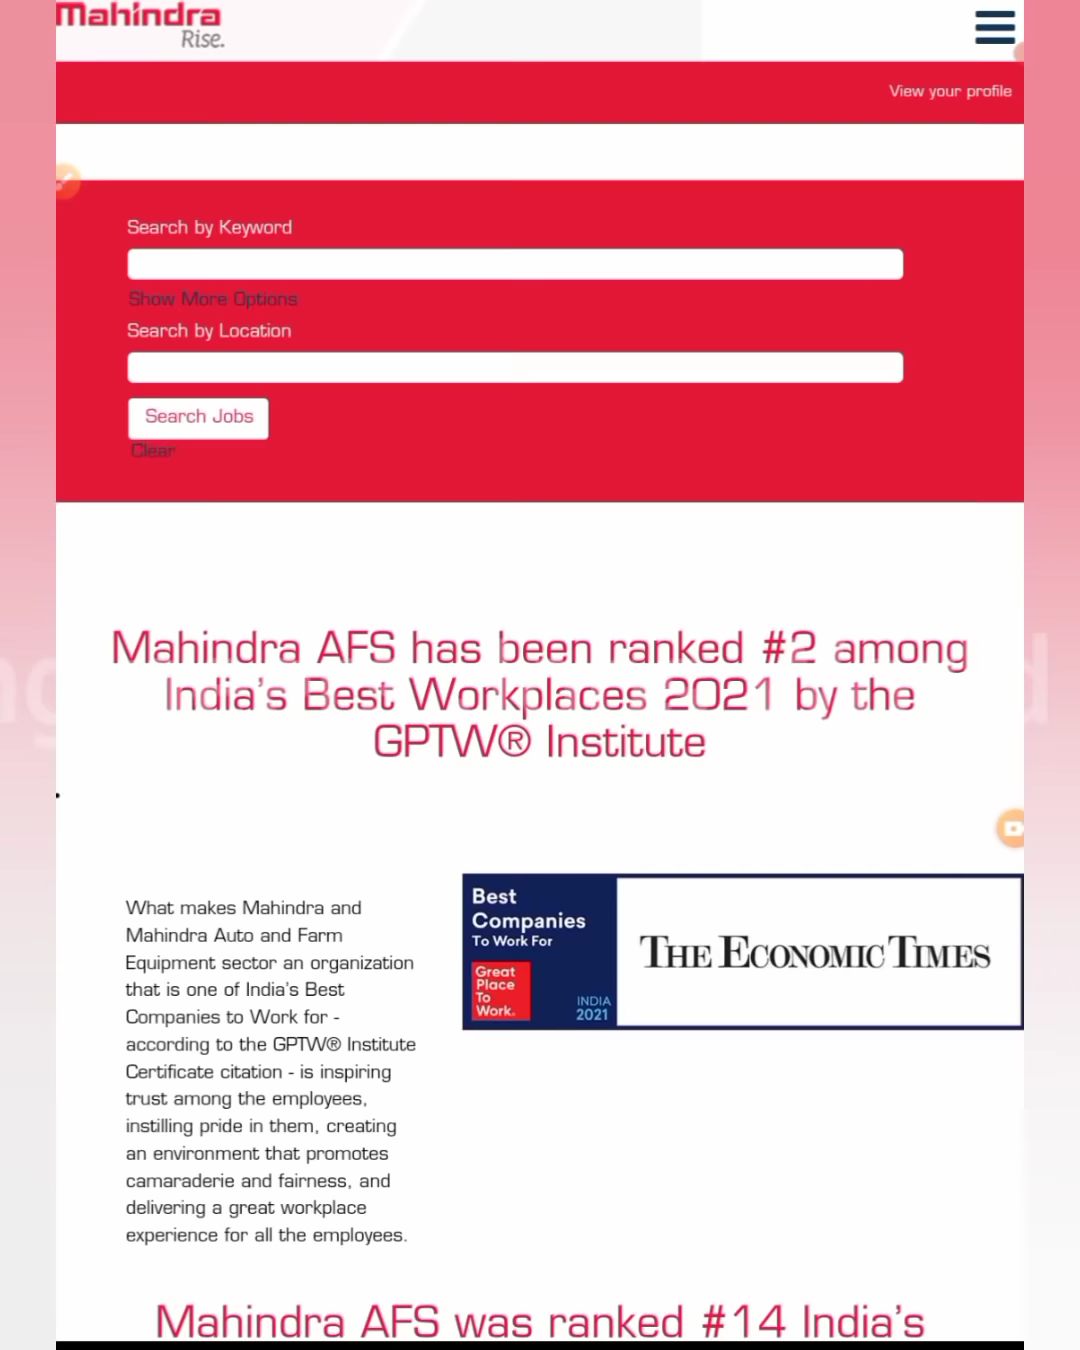 Mahindra
Rise.
View your profile
Search by Keyword
Show More Options
Search by Location
Search Jobs
Clear
Mahindra AFS has been ranked #2 among
India's Best Workplaces 2021 by the
GPTW® Institute
What makes Mahindra and
Mahindra Auto and Farm
Equipment sector an organization
that is one of India's Best
Companies to Work for -
according to the GPTW® Institute
Certificate citation - is inspiring
trust among the employees,
instilling pride in them, creating
an environment that promotes
camaraderie and fairness, and
delivering a great workplace
experience for all the employees.
Best
Companies
To Work For
Great
Place
To
Work.
INDIA
2021
THE ECONOMIC TIMES
Mahindra AFS was ranked #14 India's